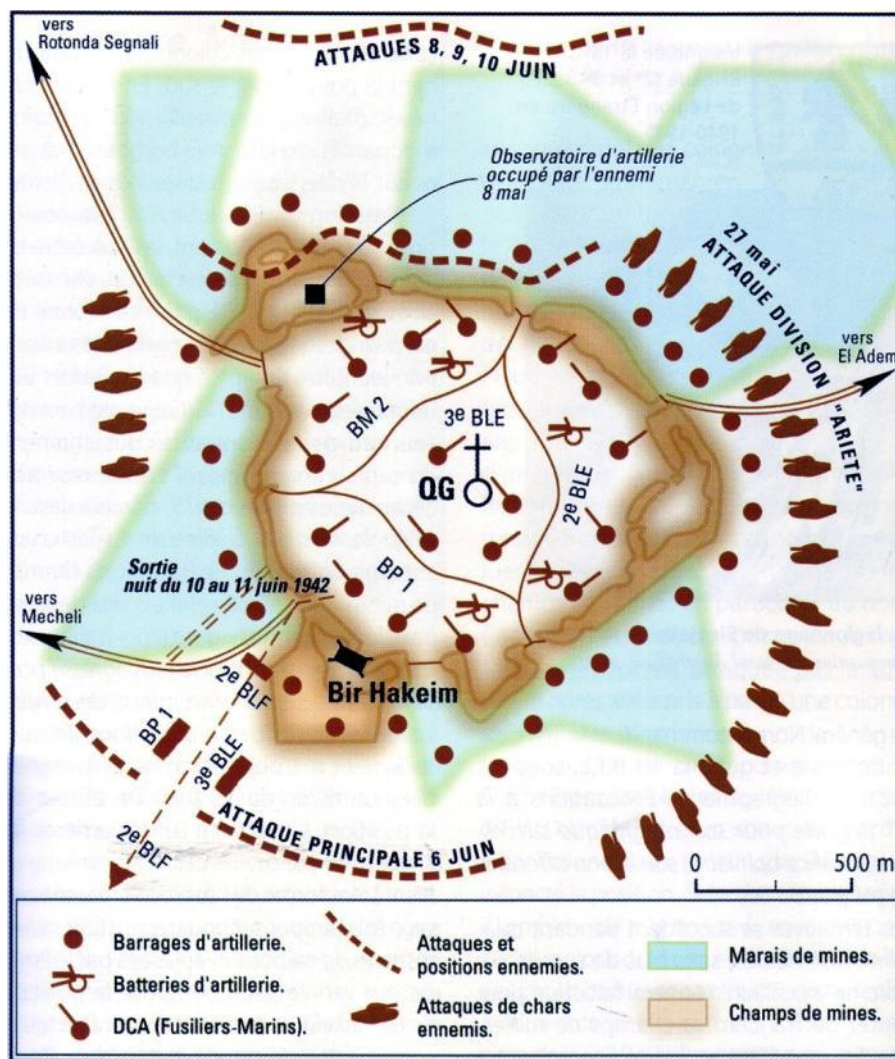 vers
Rotonda Segnali
ATTAQUES 8, 9, 10 JUIN
Observatoire d'artillerie
occupé par l'ennemi
8 mai
27 mai
ATTAQUE DIVISION "ARIETE"
vers
El Adem
BM 2
3e BLE
QG
2e BLE
BP 1
Sortie
nuit du 10 au 11 juin 1942
vers
Mecheli
2e BLF
Bir Hakeim
BP 1
3e BLE
2e BLF
ATTAQUE PRINCIPALE 6 JUIN
0 500 m
Barrages d'artillerie.
Batteries d'artillerie.
DCA (Fusiliers-Marins).
Attaques et
positions ennemies.
Attaque de chars
ennemis.
Marais de mines.
Champs de mines.